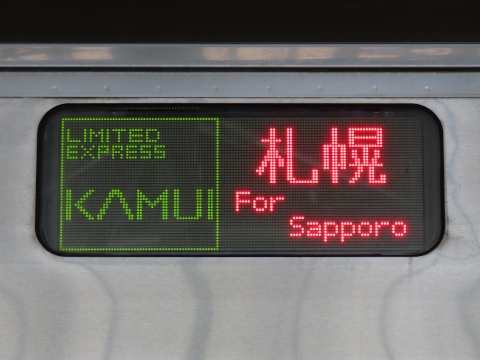 LIMITED
EXPRESS
KAMUI
札幌
For
Sapporo